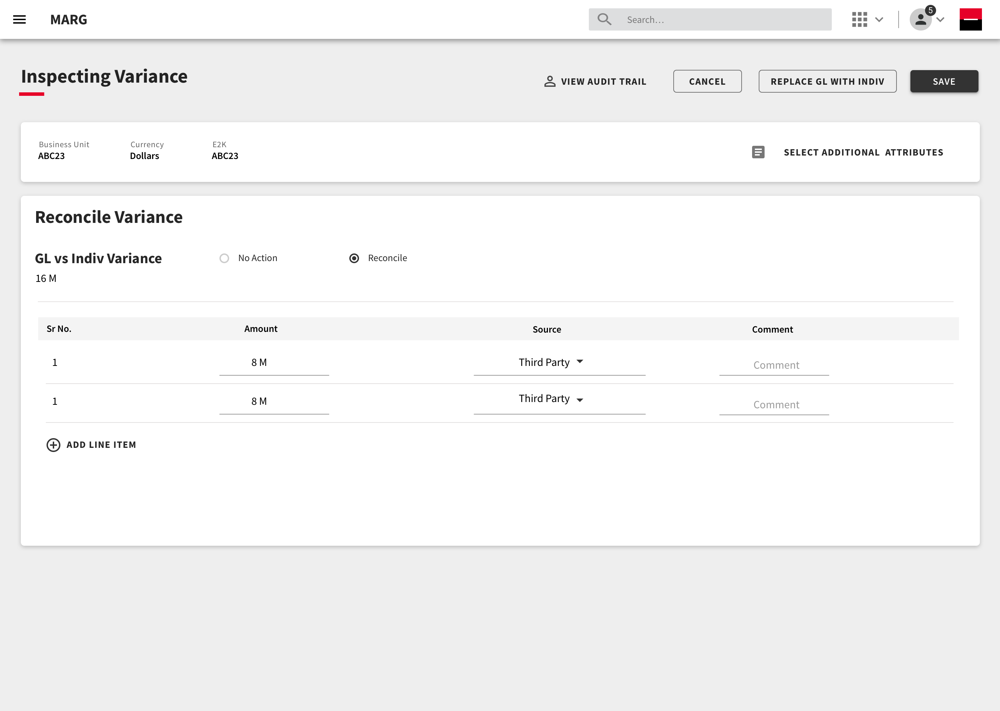 MARG
Search...
5
Inspecting Variance
VIEW AUDIT TRAIL
CANCEL
REPLACE GL WITH INDIV
SAVE
Business Unit
Currency
E2K
ABC23
Dollars
ABC23
SELECT ADDITIONAL ATTRIBUTES
Reconcile Variance
GL vs Indiv Variance
No Action
Reconcile
16 M
Sr No.
Amount
Source
Comment
1
8 M
Third Party
Comment
1
8 M
Third Party
Comment
ADD LINE ITEM